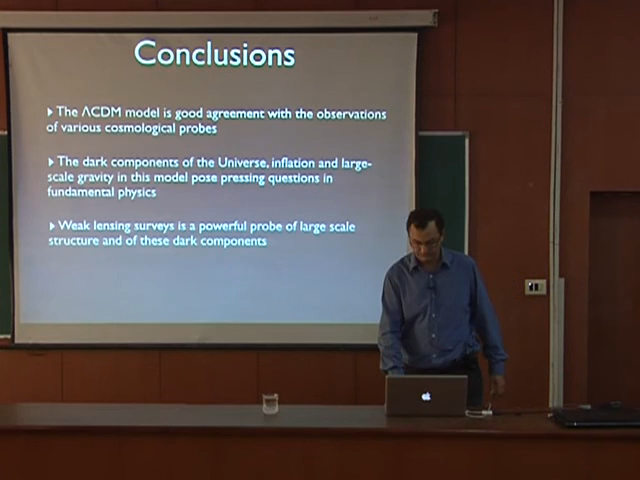 Conclusions
‣ The ΛCDM model is good agreement with the observations
of various cosmological probes
‣ The dark components of the Universe, inflation and large-
scale gravity in this model pose pressing questions in
fundamental physics
‣ Weak lensing surveys is a powerful probe of large scale
structure and of these dark components